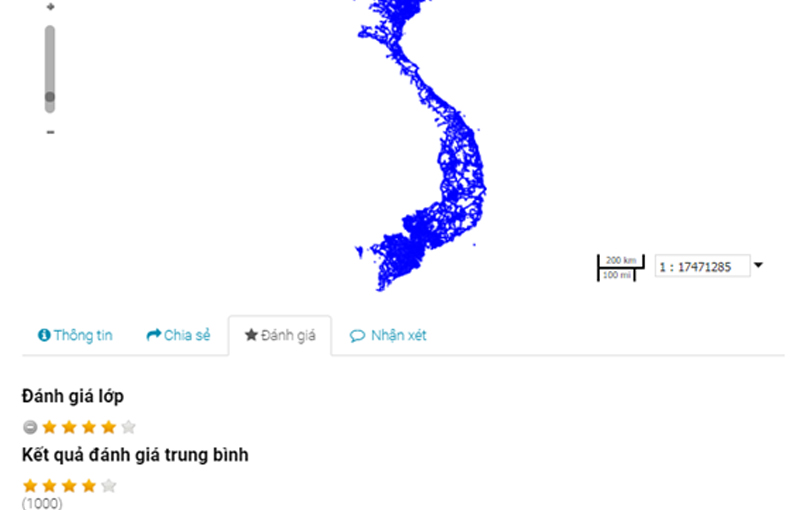 200 km
100 mi
1 : 17471285
Thông tin
Chia sẻ
Đánh giá
Nhận xét
Đánh giá lớp
Kết quả đánh giá trung bình
(1000)